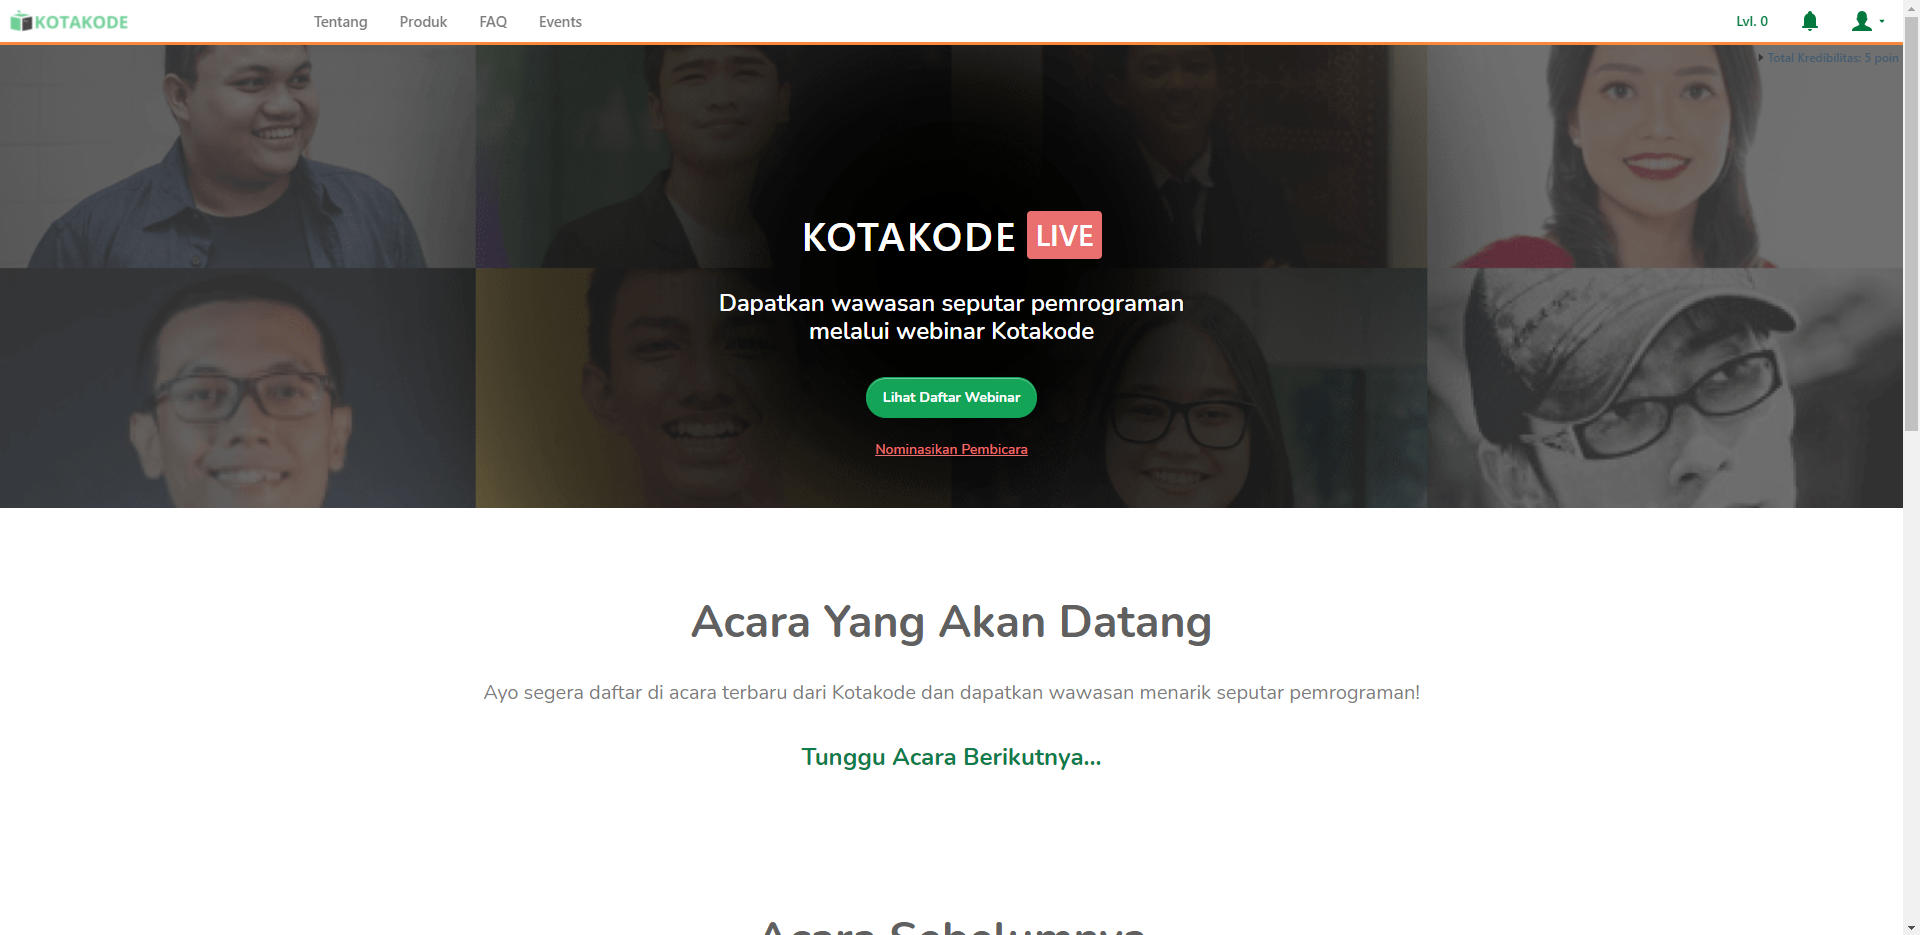 KOTAKODE
Tentang
Produk
FAQ
Events
Lvl. 0
Total Kredibilitas: 5 poin
KOTAKODE LIVE
Dapatkan wawasan seputar pemrograman
melalui webinar Kotakode
Lihat Daftar Webinar
Nominasikan Pembicara
Acara Yang Akan Datang
Ayo segera daftar di acara terbaru dari Kotakode dan dapatkan wawasan menarik seputar pemrograman!
Tunggu Acara Berikutnya...
Acara Sebelumnya